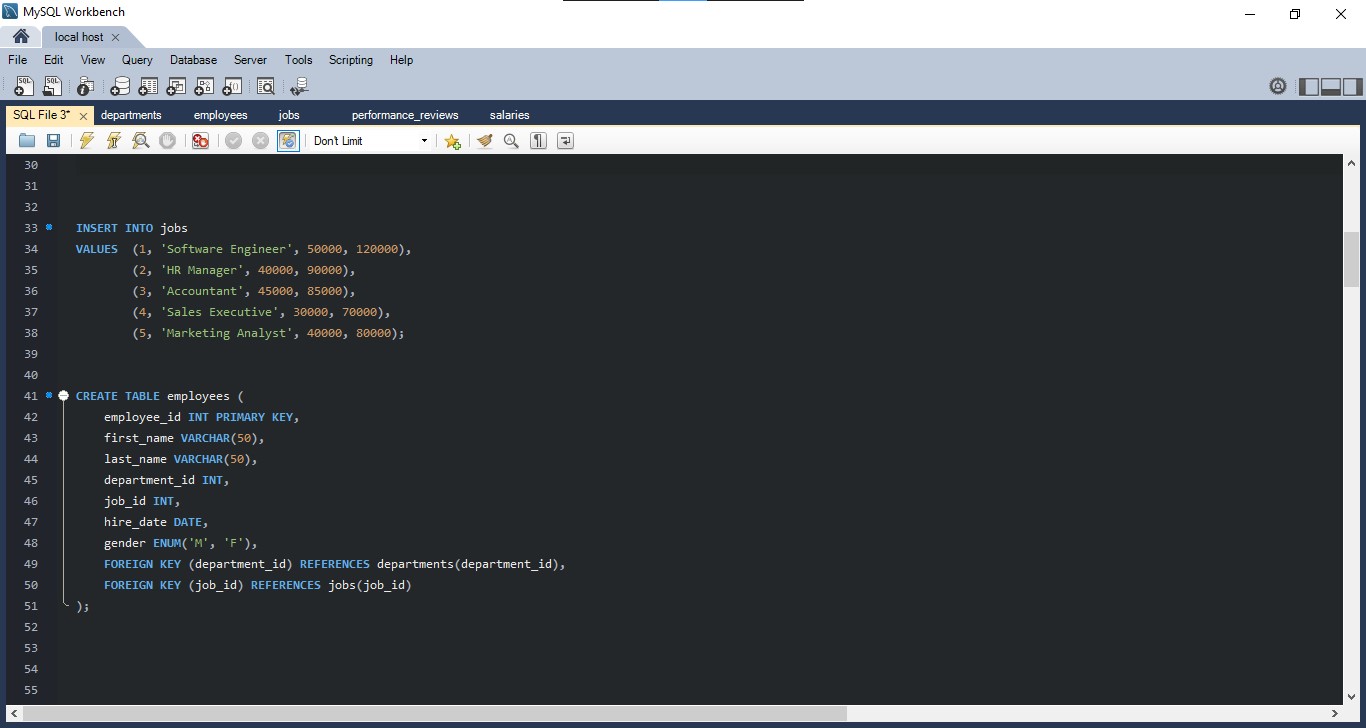 MySQL Workbench
local host
File Edit View Query Database Server Tools Scripting Help
SQL File 3* departments employees jobs performance_reviews salaries
Don't Limit
30
31
32
33 INSERT INTO jobs
34 VALUES (1, 'Software Engineer', 50000, 120000),
35 (2, 'HR Manager', 40000, 90000),
36 (3, 'Accountant', 45000, 85000),
37 (4, 'Sales Executive', 30000, 70000),
38 (5, 'Marketing Analyst', 40000, 80000);
39
40
41 CREATE TABLE employees (
42 employee_id INT PRIMARY KEY,
43 first_name VARCHAR(50),
44 last_name VARCHAR(50),
45 department_id INT,
46 job_id INT,
47 hire_date DATE,
48 gender ENUM('M', 'F'),
49 FOREIGN KEY (department_id) REFERENCES departments(department_id),
50 FOREIGN KEY (job_id) REFERENCES jobs(job_id)
51 );
52
53
54
55